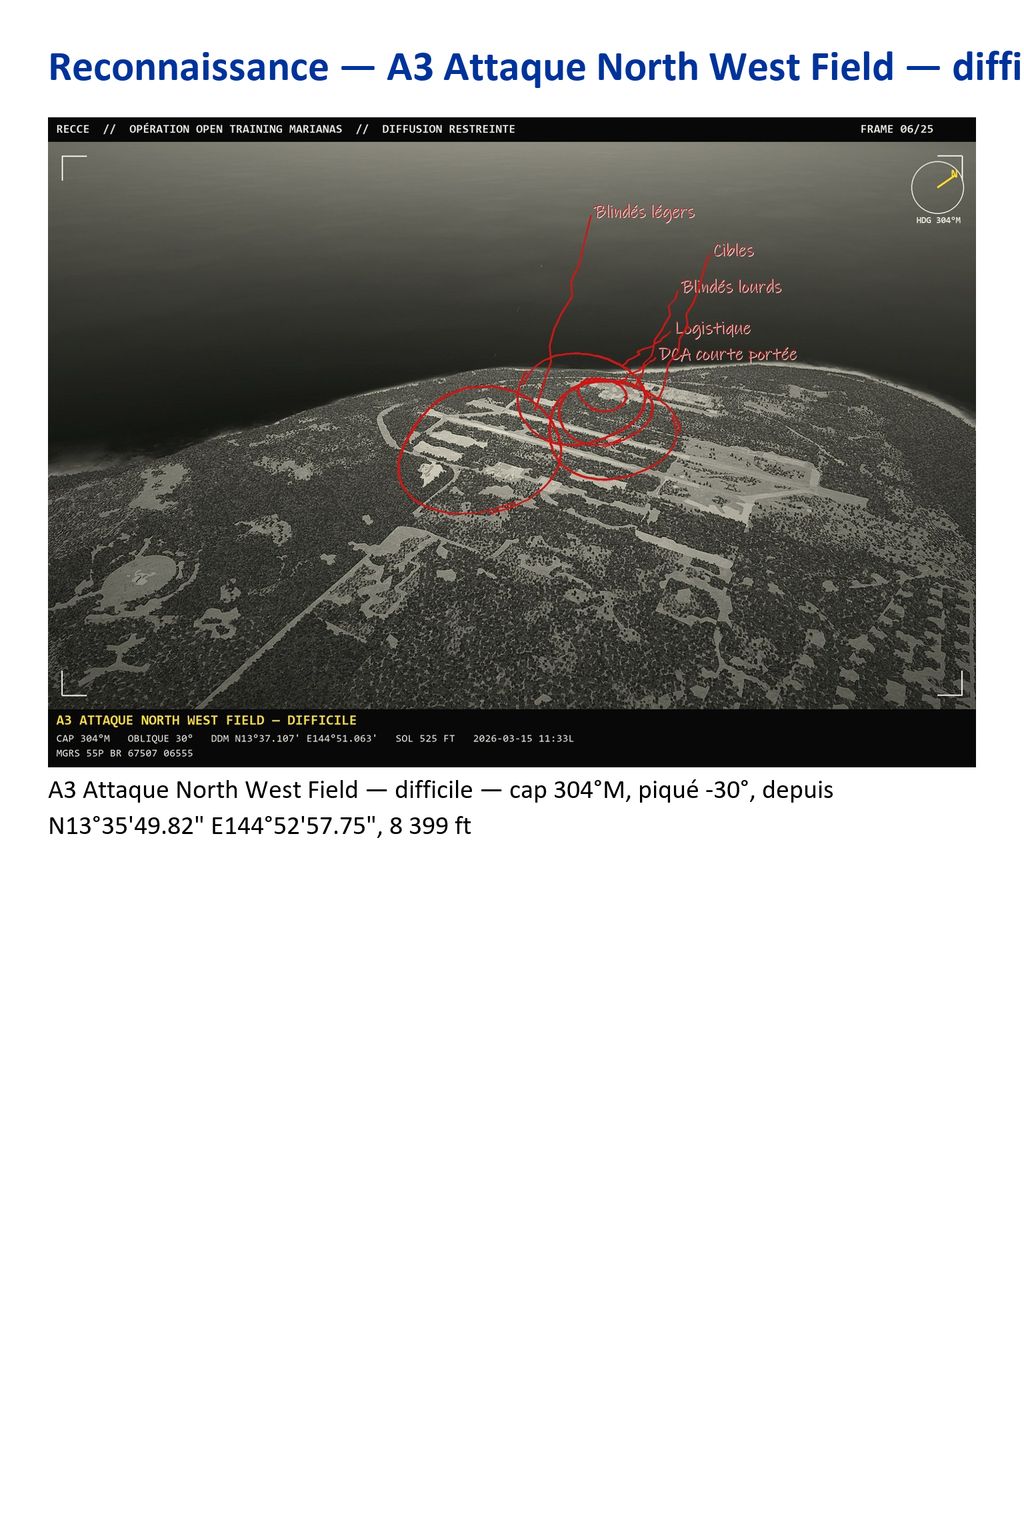 Reconnaissance — A3 Attaque North West Field — diffi
RECCE // OPÉRATION OPEN TRAINING MARIANAS // DIFFUSION RESTREINTE FRAME 06/25
N
HDG 304°M
Blindés légers
Cibles
Blindés lourds
Logistique
DCA courte portée
A3 ATTAQUE NORTH WEST FIELD — DIFFICILE
CAP 304°M OBLIQUE 30° DDM N13°37.107' E144°51.063' SOL 525 FT 2026-03-15 11:33L
MGRS 55P BR 67507 06555
A3 Attaque North West Field — difficile — cap 304°M, piqué -30°, depuis
N13°35'49.82" E144°52'57.75", 8 399 ft